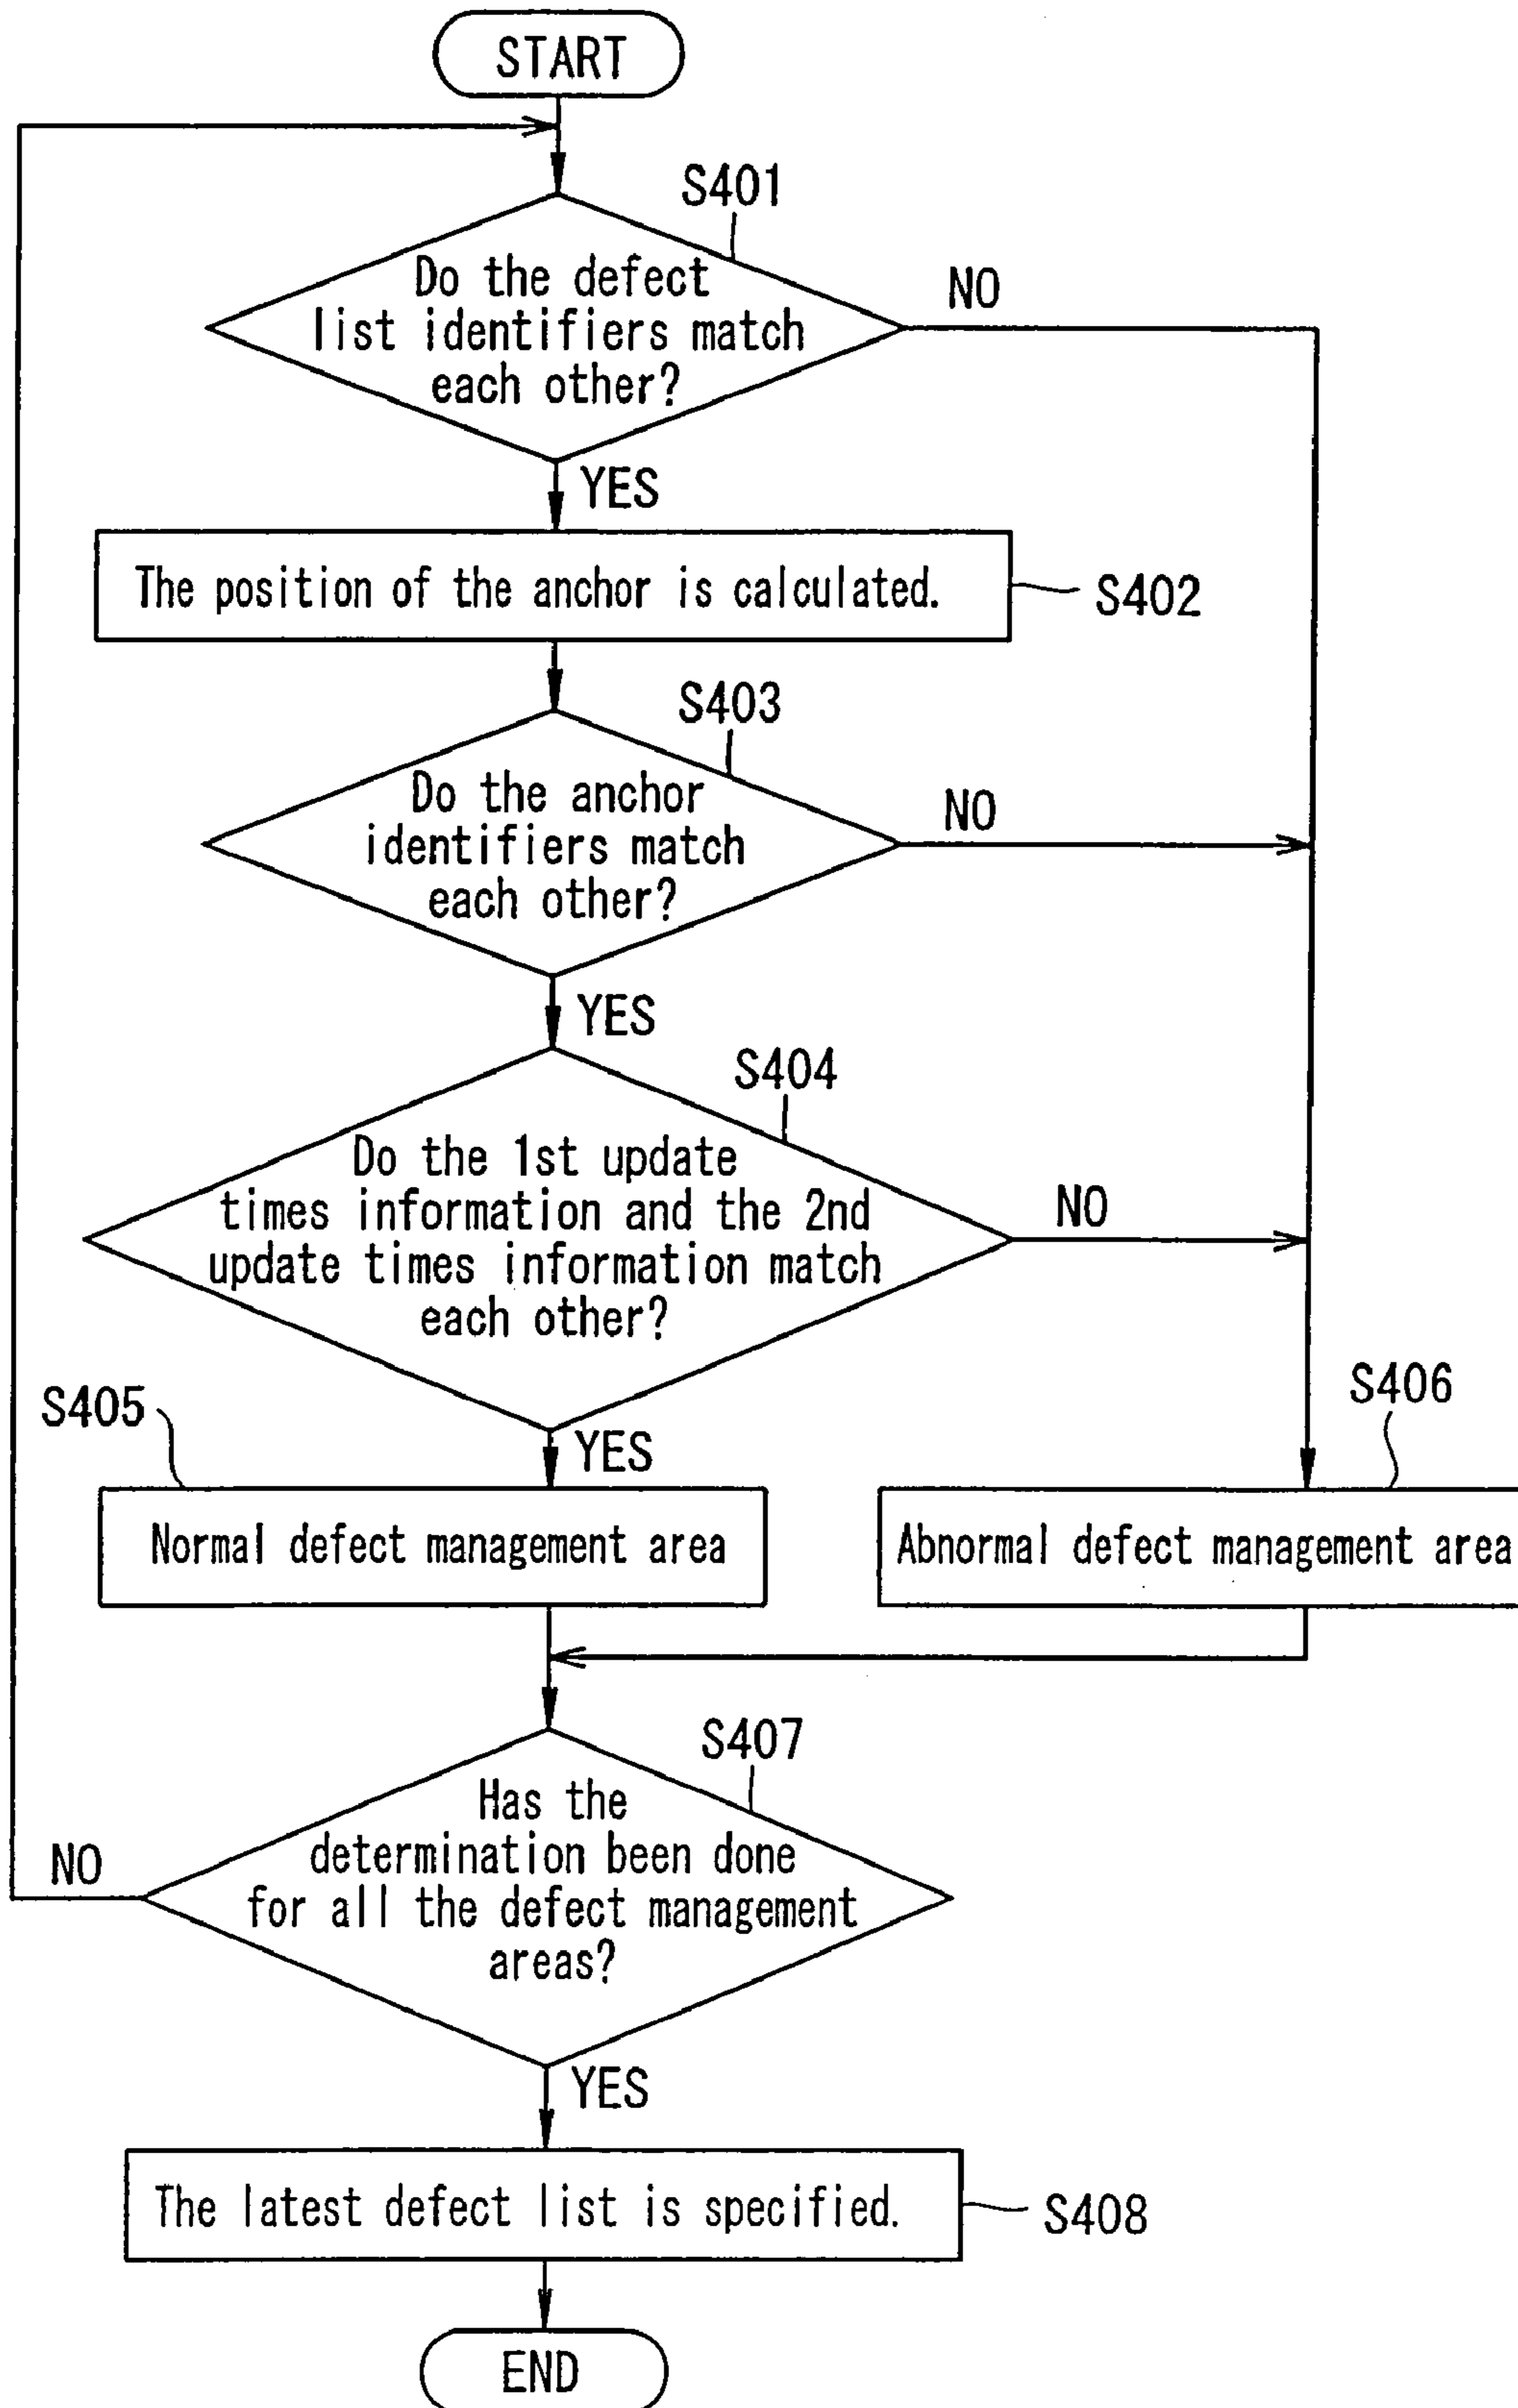 START
S401
Do the defect
list identifiers match
each other?
NO
YES
The position of the anchor is calculated.
S402
S403
Do the anchor
identifiers match
each other?
NO
YES
S404
Do the 1st update
times information and the 2nd
update times information match
each other?
NO
S405
YES
S406
Normal defect management area
Abnormal defect management area
S407
Has the
determination been done
for all the defect management
areas?
NO
YES
The latest defect list is specified.
S408
END